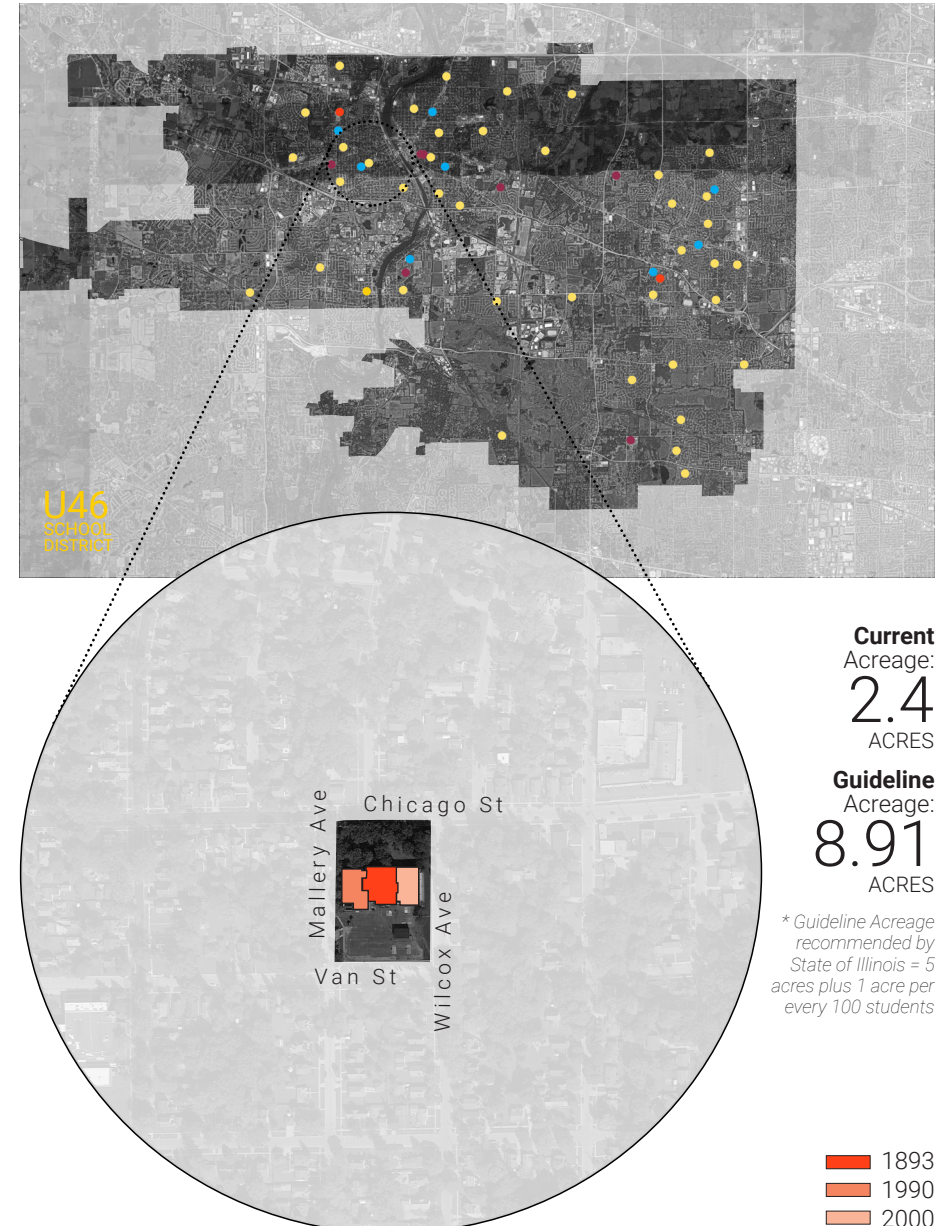 U46
SCHOOL
DISTRICT
Current
Acreage:
2.4
ACRES
Guideline
Acreage:
8.91
ACRES
* Guideline Acreage
recommended by
State of Illinois = 5
acres plus 1 acre per
every 100 students
Chicago St
Mallery Ave
Wilcox Ave
Van St
1893
1990
2000